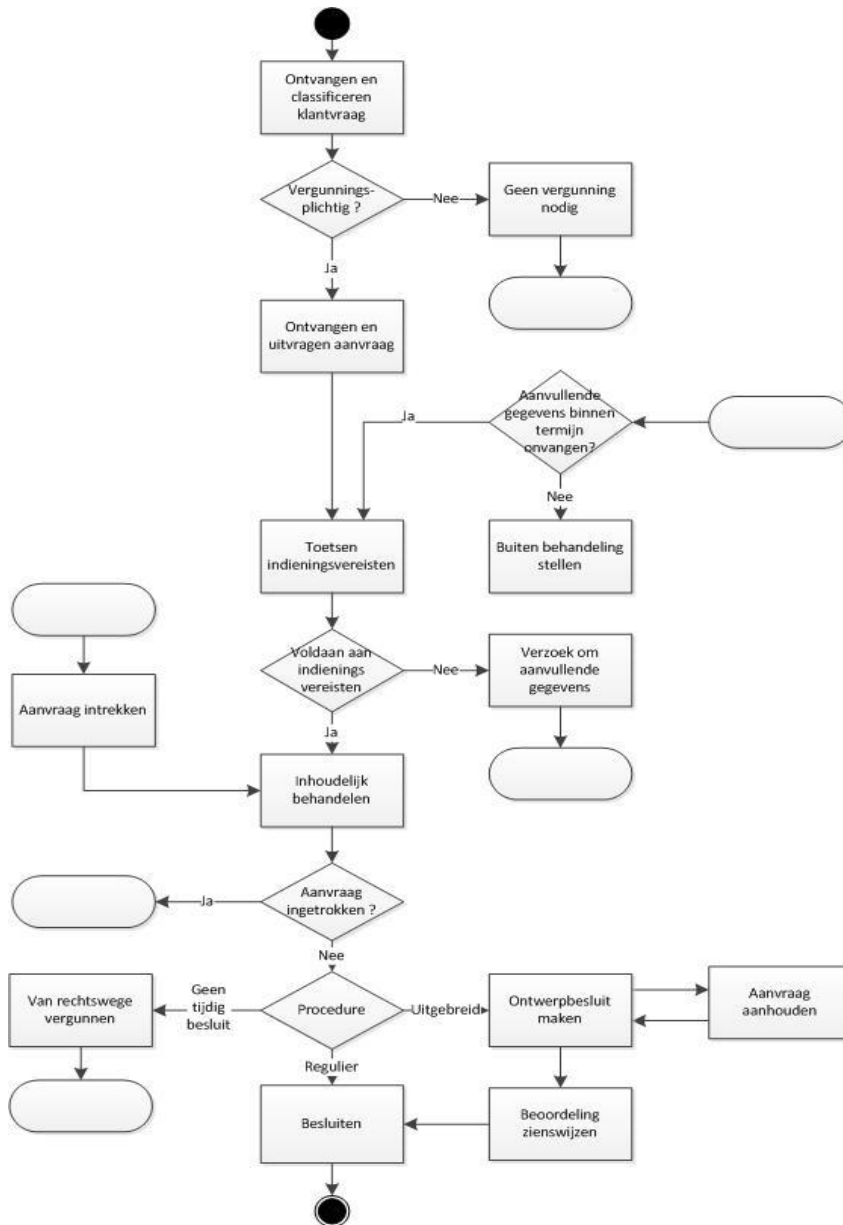 Ontvangen en
classificeren
klantvraag
Vergunnings-
plichtig ?
Nee
Geen vergunning
nodig
Ja
Ontvangen en
uitvragen aanvraag
Aanvullende
gegevens binnen
termijn
onvangen?
Ja
Nee
Toetsen
indieningsvereisten
Buiten behandeling
stellen
Voldaan aan
indienings
vereisten
Nee
Verzoek om
aanvullende
gegevens
Aanvraag intrekken
Ja
Inhoudelijk
behandelen
Aanvraag
ingetrokken ?
Ja
Nee
Van rechtswege
vergunnen
Geen
tijdig
besluit
Procedure
Uitgebreid
Ontwerpbesluit
maken
Aanvraag
aanhouden
Regulier
Besluiten
Beoordeling
zienswijzen